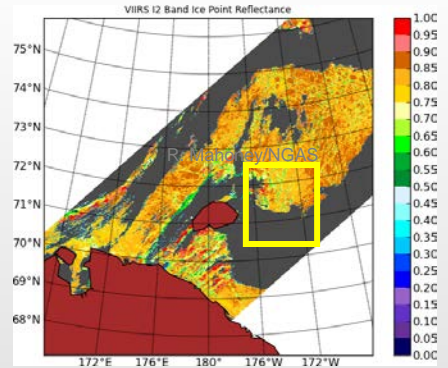 VIIRS I2 Band Ice Point Reflectance
75°N
74°N
73°N
72°N
71°N
70°N
69°N
68°N
R. Mahoney/NGAS
172°E
176°E
180°
176°W
172°W
1.00
0.95
0.90
0.85
0.80
0.75
0.70
0.65
0.60
0.55
0.50
0.45
0.40
0.35
0.30
0.25
0.20
0.15
0.10
0.05
0.00